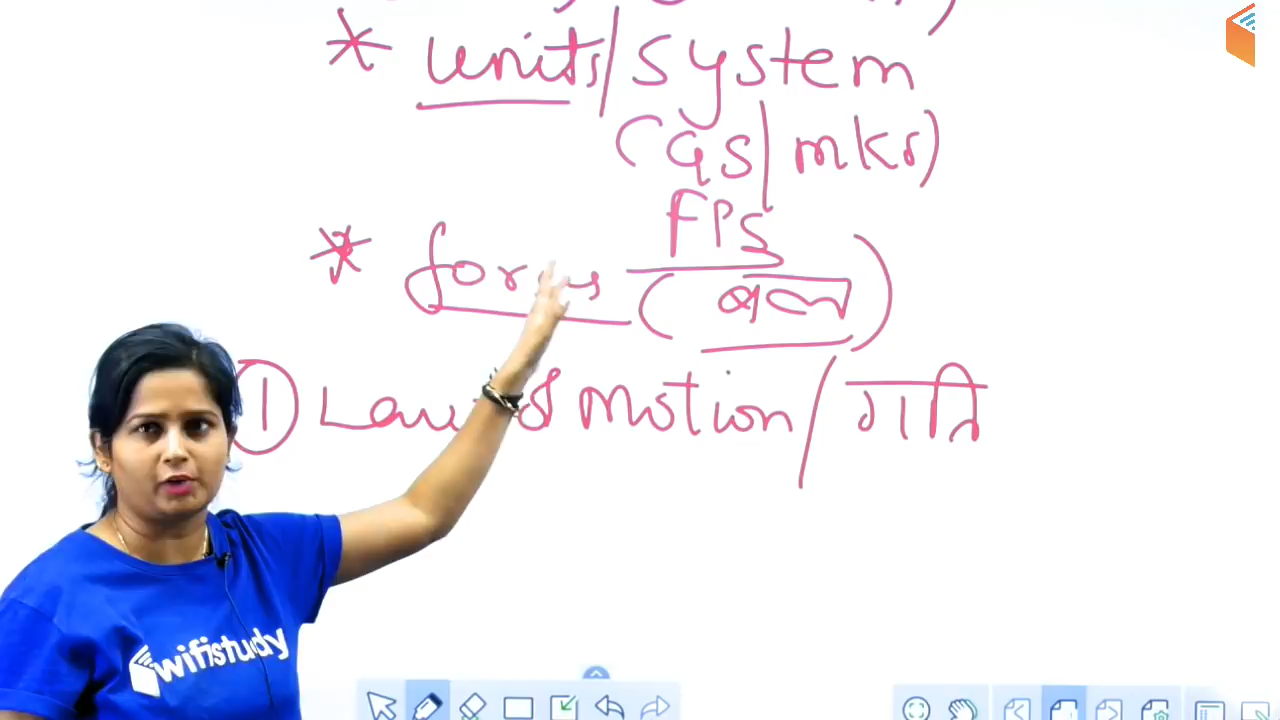 * units/system
(CGS/mks)
FPS
* forces (बल)
① Law of motion/गति
wifistudy